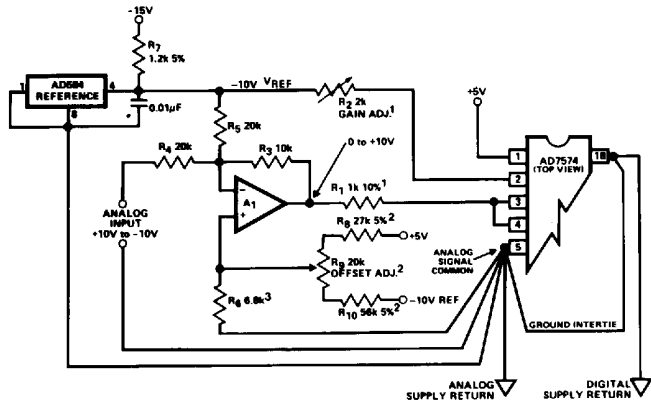 -15V
R7
1.2k 5%
1
AD584
REFERENCE
4
8
0.01µF
-10V VREF
R2 2k
GAIN ADJ.1
+5V
R5 20k
R4 20k
R3 10k
0 to +10V
1
AD7574
(TOP VIEW)
18
2
R1 1k 10%1
3
4
−
A1
+
ANALOG
INPUT
+10V to -10V
R8 27k 5%2
+5V
R9 20k
OFFSET ADJ.2
ANALOG
SIGNAL
COMMON
5
R6 6.8k3
-10V REF
R10 56k 5%2
GROUND INTERTIE
ANALOG
SUPPLY RETURN
DIGITAL
SUPPLY RETURN